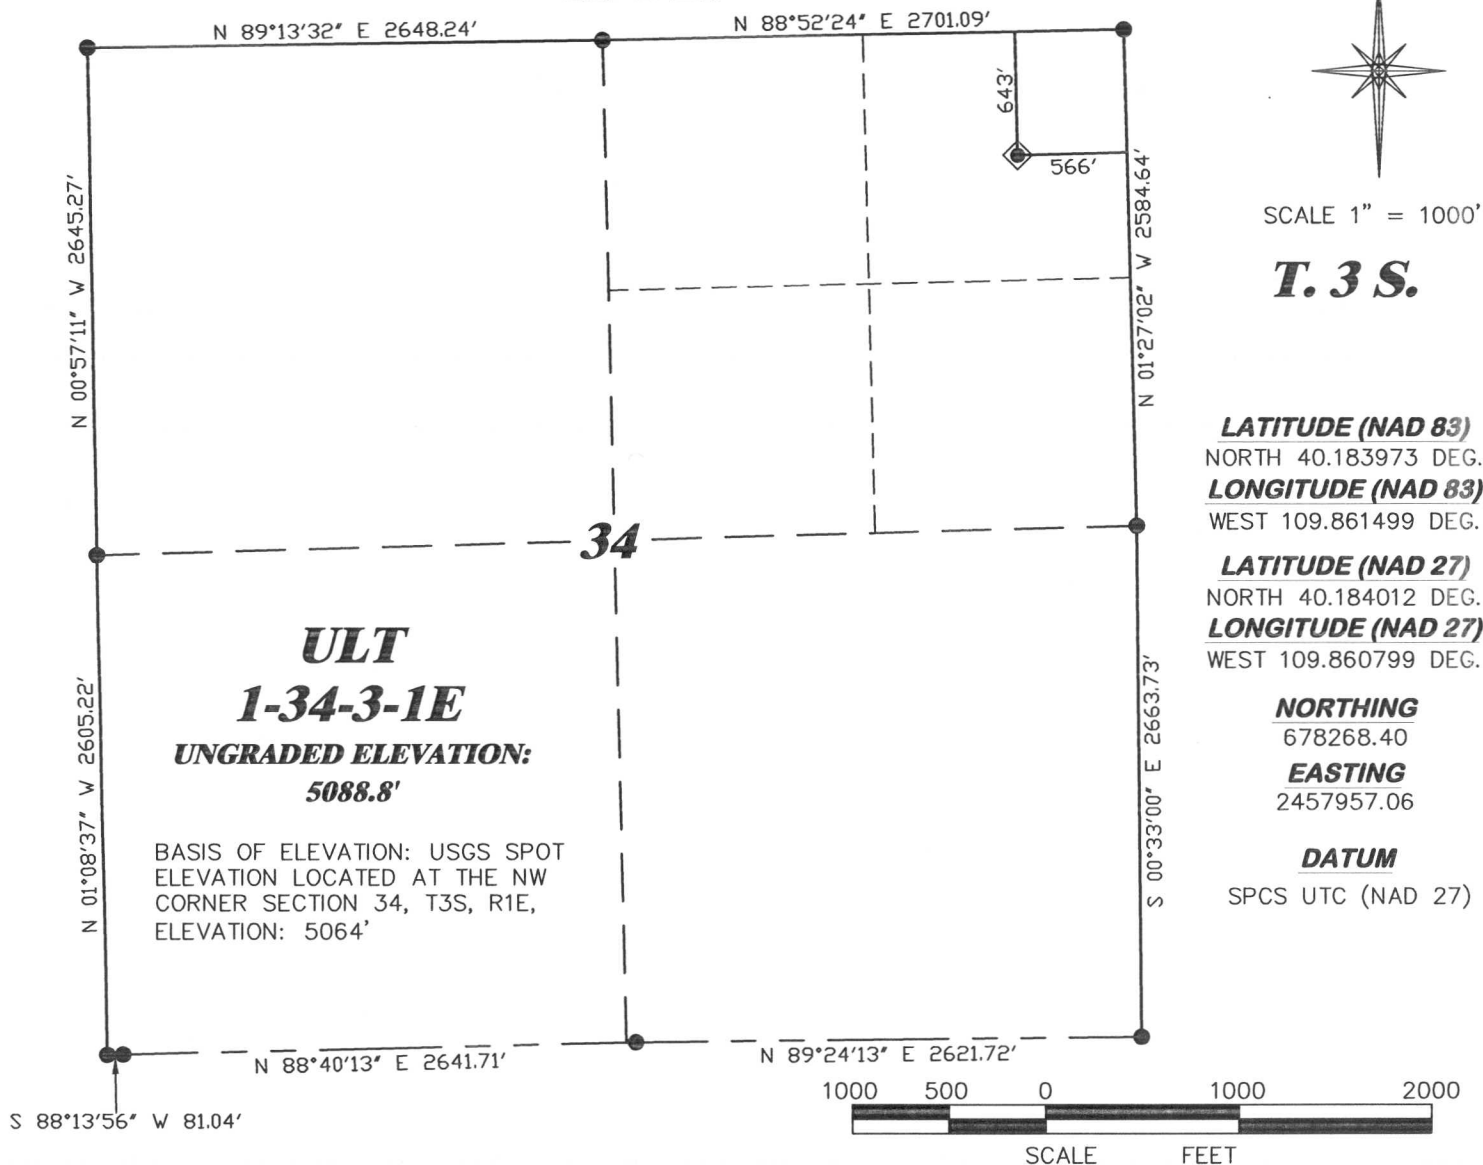 N 89°13'32" E 2648.24'
N 88°52'24" E 2701.09'
643'
566'
N 00°57'11" W 2645.27'
N 01°27'02" W 2584.64'
SCALE 1" = 1000'
T. 3 S.
LATITUDE (NAD 83)
NORTH 40.183973 DEG.
LONGITUDE (NAD 83)
WEST 109.861499 DEG.
LATITUDE (NAD 27)
NORTH 40.184012 DEG.
LONGITUDE (NAD 27)
WEST 109.860799 DEG.
NORTHING
678268.40
EASTING
2457957.06
DATUM
SPCS UTC (NAD 27)
34
ULT
1-34-3-1E
UNGRADED ELEVATION:
5088.8'
BASIS OF ELEVATION: USGS SPOT
ELEVATION LOCATED AT THE NW
CORNER SECTION 34, T3S, R1E,
ELEVATION: 5064'
N 01°08'37" W 2605.22'
S 00°33'00" E 2663.73'
N 88°40'13" E 2641.71'
N 89°24'13" E 2621.72'
S 88°13'56" W 81.04'
1000 500 0 1000 2000
SCALE FEET